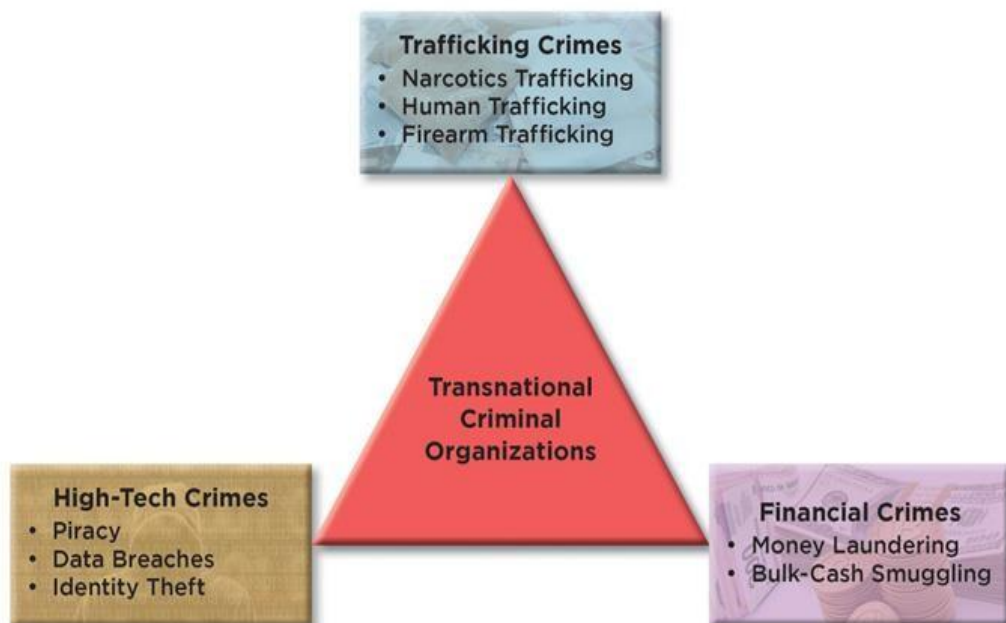 Trafficking Crimes
• Narcotics Trafficking
• Human Trafficking
• Firearm Trafficking
Transnational
Criminal
Organizations
High-Tech Crimes
• Piracy
• Data Breaches
• Identity Theft
Financial Crimes
• Money Laundering
• Bulk-Cash Smuggling